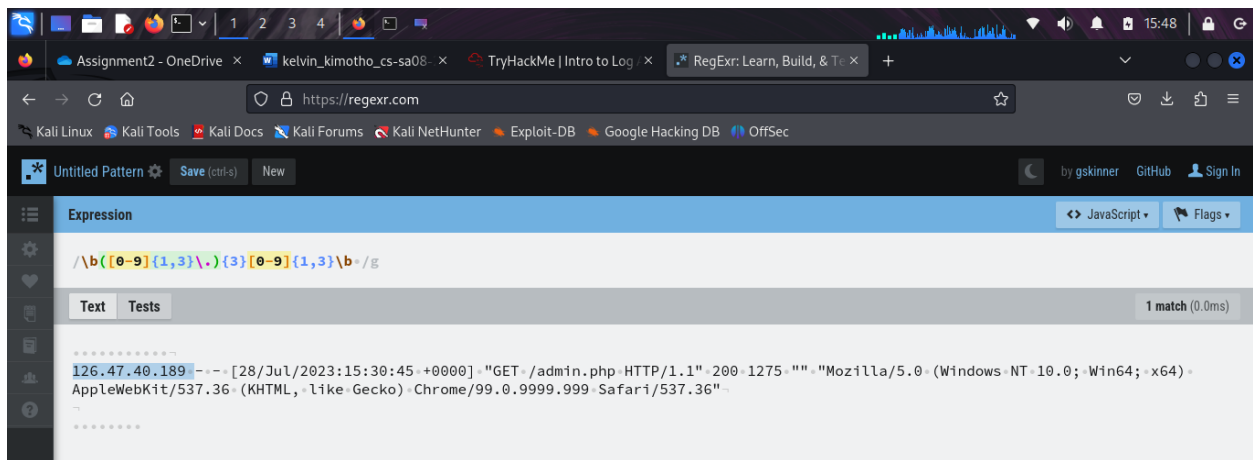 1 2 3 4 15:48
Assignment2 - OneDrive × kelvin_kimotho_cs-sa08- × TryHackMe | Intro to Log × RegExr: Learn, Build, & Te × +
https://regexr.com
Kali Linux Kali Tools Kali Docs Kali Forums Kali NetHunter Exploit-DB Google Hacking DB OffSec
Untitled Pattern Save (ctrl-s) New by gskinner GitHub Sign In
Expression <> JavaScript Flags
/\b([0-9]{1,3}\.){3}[0-9]{1,3}\b /g
Text Tests 1 match (0.0ms)
126.47.40.189 - - [28/Jul/2023:15:30:45 +0000] "GET /admin.php HTTP/1.1" 200 1275 "" "Mozilla/5.0 (Windows NT 10.0; Win64; x64)
AppleWebKit/537.36 (KHTML, like Gecko) Chrome/99.0.9999.999 Safari/537.36"